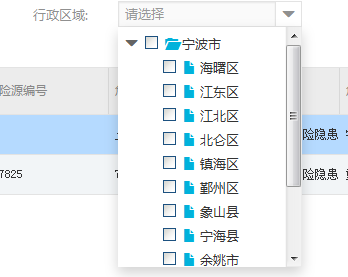 行政区域: 请选择
宁波市
海曙区
险源编号
江东区
江北区
险隐患
北仑区
镇海区
7825
险隐患
鄞州区
象山县
宁海县
余姚市